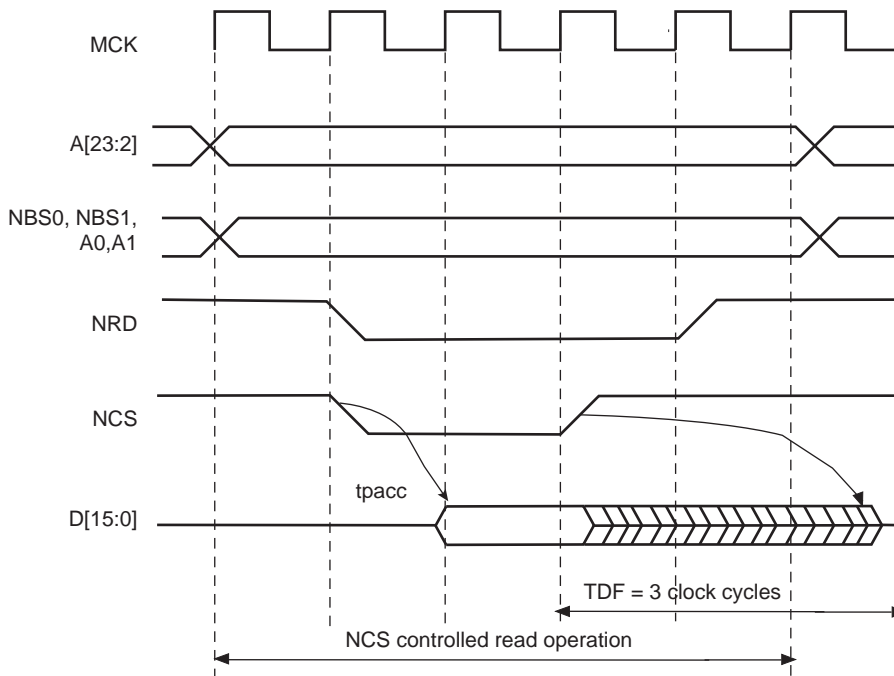 MCK
A[23:2]
NBS0, NBS1,
A0,A1
NRD
NCS
tpacc
D[15:0]
TDF = 3 clock cycles
NCS controlled read operation